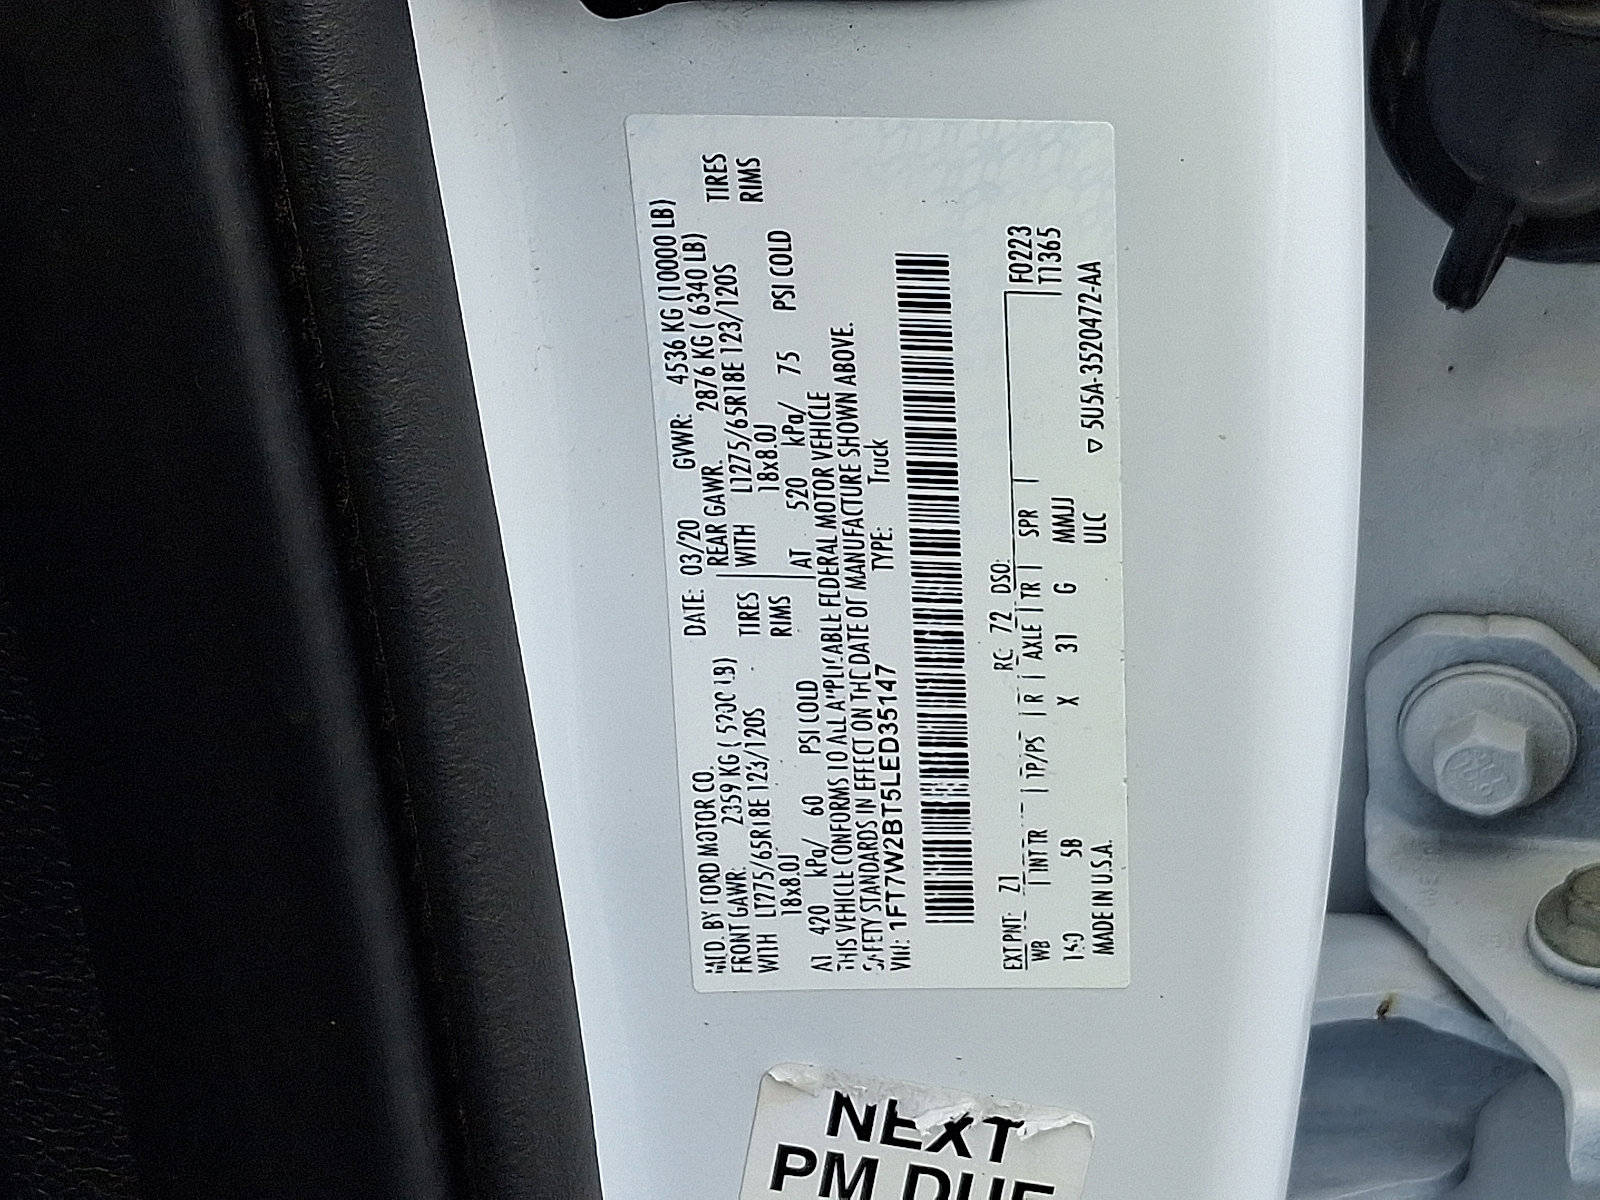 MFD. BY FORD MOTOR CO. DATE: 03/20 GVWR: 4536 KG (10000 LB)
FRONT GAWR: 2359 KG ( 5200 LB) REAR GAWR: 2876 KG ( 6340 LB)
WITH LT275/65R18E 123/120S TIRES WITH LT275/65R18E 123/120S TIRES
18x8.0J RIMS 18x8.0J RIMS
AT 420 kPa/ 60 PSI COLD AT 520 kPa/ 75 PSI COLD
THIS VEHICLE CONFORMS TO ALL APPLICABLE FEDERAL MOTOR VEHICLE
SAFETY STANDARDS IN EFFECT ON THE DATE OF MANUFACTURE SHOWN ABOVE.
VIN: 1FT7W2BT5LED35147 TYPE: Truck
EXT PNT: Z1 RC: 72 DSO: F0223
WB INT TR TP/PS R AXLE TR SPR T1365
160 5B X 31 G MMJJ
MADE IN U.S.A. ULC ▽ 5U5A-3520472-AA
NEXT
PM DUE